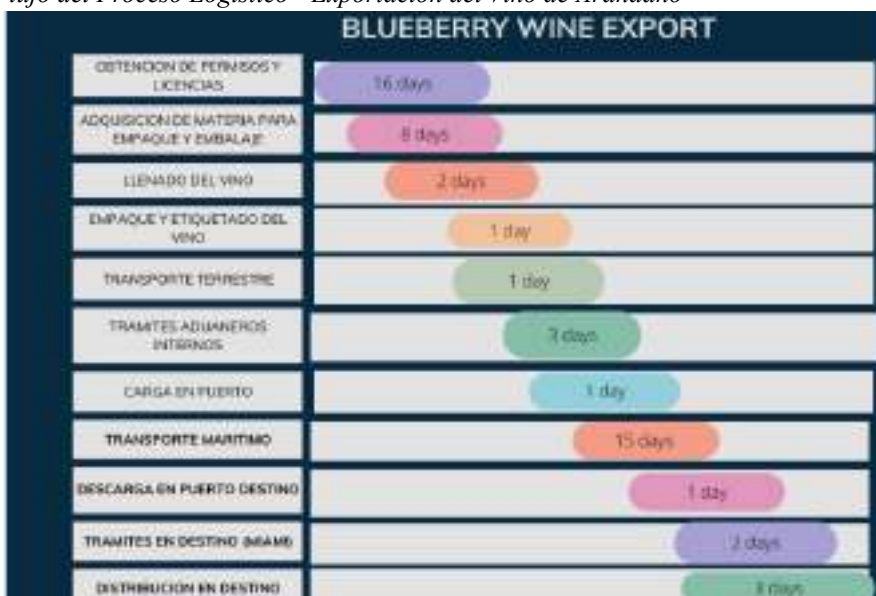 ujo del Proceso Logístico - Exportación del Vino de Arándano
BLUEBERRY WINE EXPORT
OBTENCION DE PERMISOS Y
LICENCIAS
16 days
ADQUISICION DE MATERIA PARA
EMPAQUE Y EMBALAJE
8 days
LLENADO DEL VINO
2 days
EMPAQUE Y ETIQUETADO DEL
VINO
1 day
TRANSPORTE TERRESTRE
1 day
TRAMITES ADUANEROS
INTERNOS
3 days
CARGA EN PUERTO
1 day
TRANSPORTE MARITIMO
15 days
DESCARGA EN PUERTO DESTINO
1 day
TRAMITES EN DESTINO (MIAMI)
2 days
DISTRIBUCION EN DESTINO
3 days